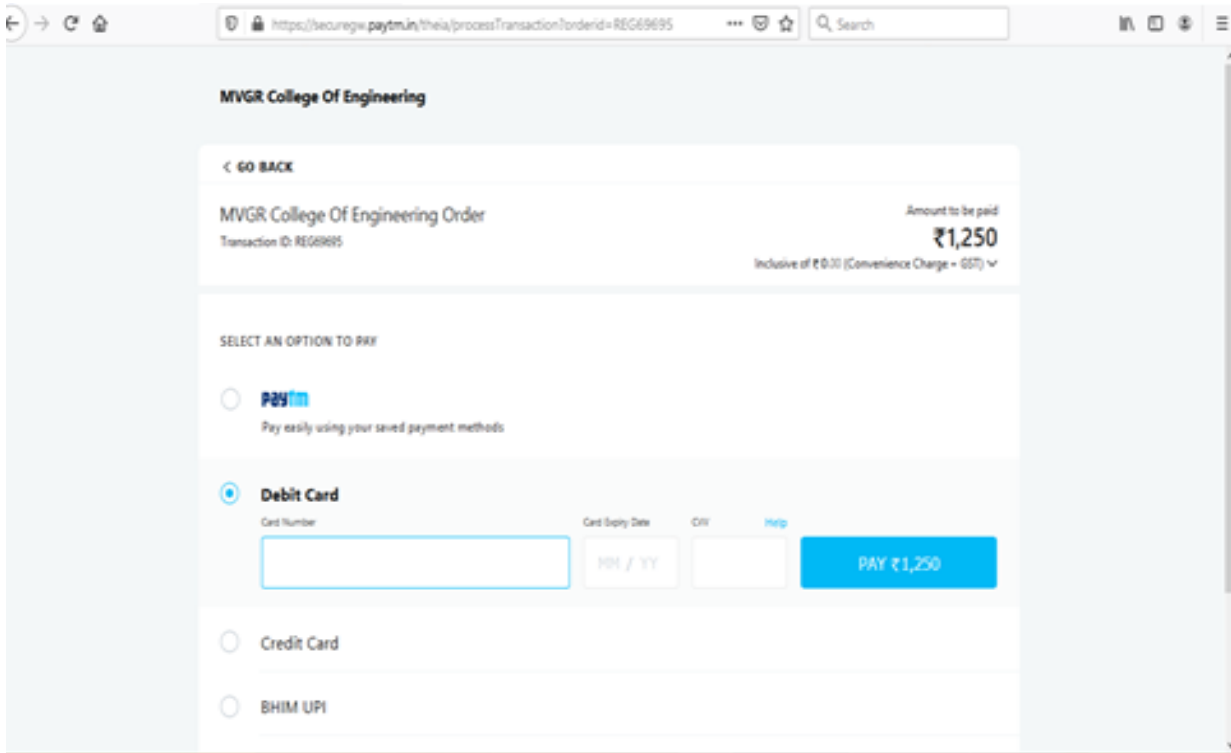 https://securegw.paytm.in/theia/processTransaction?orderid=REG69695
Search
MVGR College Of Engineering
GO BACK
MVGR College Of Engineering Order
Transaction ID: REG69695
Amount to be paid
₹1,250
Inclusive of ₹ 0.00 (Convenience Charge + GST)
SELECT AN OPTION TO PAY
paytm
Pay easily using your saved payment methods
Debit Card
Card Number
Card Expiry Date
CVV
Help
MM / YY
PAY ₹1,250
Credit Card
BHIM UPI